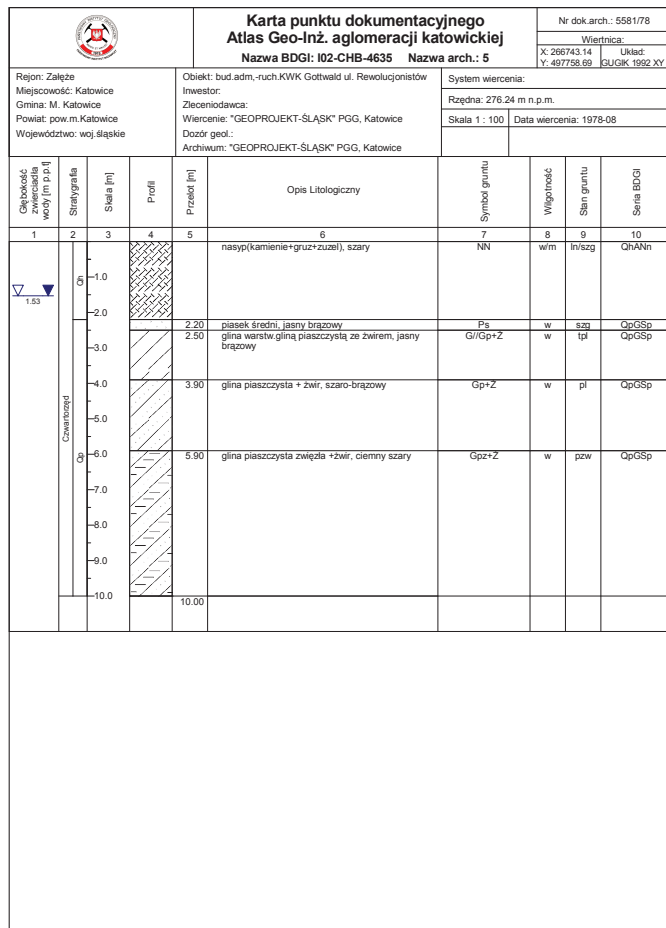 Karta punktu dokumentacyjnego
Atlas Geo-Inż. aglomeracji katowickiej
Nazwa BDGI: I02-CHB-4635 Nazwa arch.: 5
Nr dok.arch.: 5581/78
Wiertnica:
X: 266743.14
Y: 497758.69
Układ:
GUGIK 1992 XY
Rejon: Załęże
Miejscowość: Katowice
Gmina: M. Katowice
Powiat: pow.m.Katowice
Województwo: woj.śląskie
Obiekt: bud.adm,-ruch.KWK Gottwald ul. Rewolucjonistów
Inwestor:
Zleceniodawca:
Wiercenie: "GEOPROJEKT-ŚLĄSK" PGG, Katowice
Dozór geol.:
Archiwum: "GEOPROJEKT-ŚLĄSK" PGG, Katowice
System wiercenia:
Rzędna: 276.24 m n.p.m.
Skala 1 : 100 Data wiercenia: 1978-08
Głębokość
zwierciadła
wody [m p.p.t]
Stratygrafia
Skala [m]
Profil
Przelot [m]
Opis Litologiczny
Symbol gruntu
Wilgotność
Stan gruntu
Seria BDGI
1 2 3 4 5 6 7 8 9 10
nasyp(kamienie+gruz+zuzel), szary NN w/m ln/szg QhANn
Qh
1.0
1.53
2.0
2.20 piasek średni, jasny brązowy Ps w szg QpGSp
2.50 glina warstw.gliną piaszczystą ze żwirem, jasny G//Gp+Ż w tpl QpGSp
brązowy
3.0
4.0
3.90 glina piaszczysta + żwir, szaro-brązowy Gp+Ż w pl QpGSp
Czwartorzęd
5.0
Qp
6.0
5.90 glina piaszczysta zwięzła +żwir, ciemny szary Gpz+Ż w pzw QpGSp
7.0
8.0
9.0
10.0
10.00